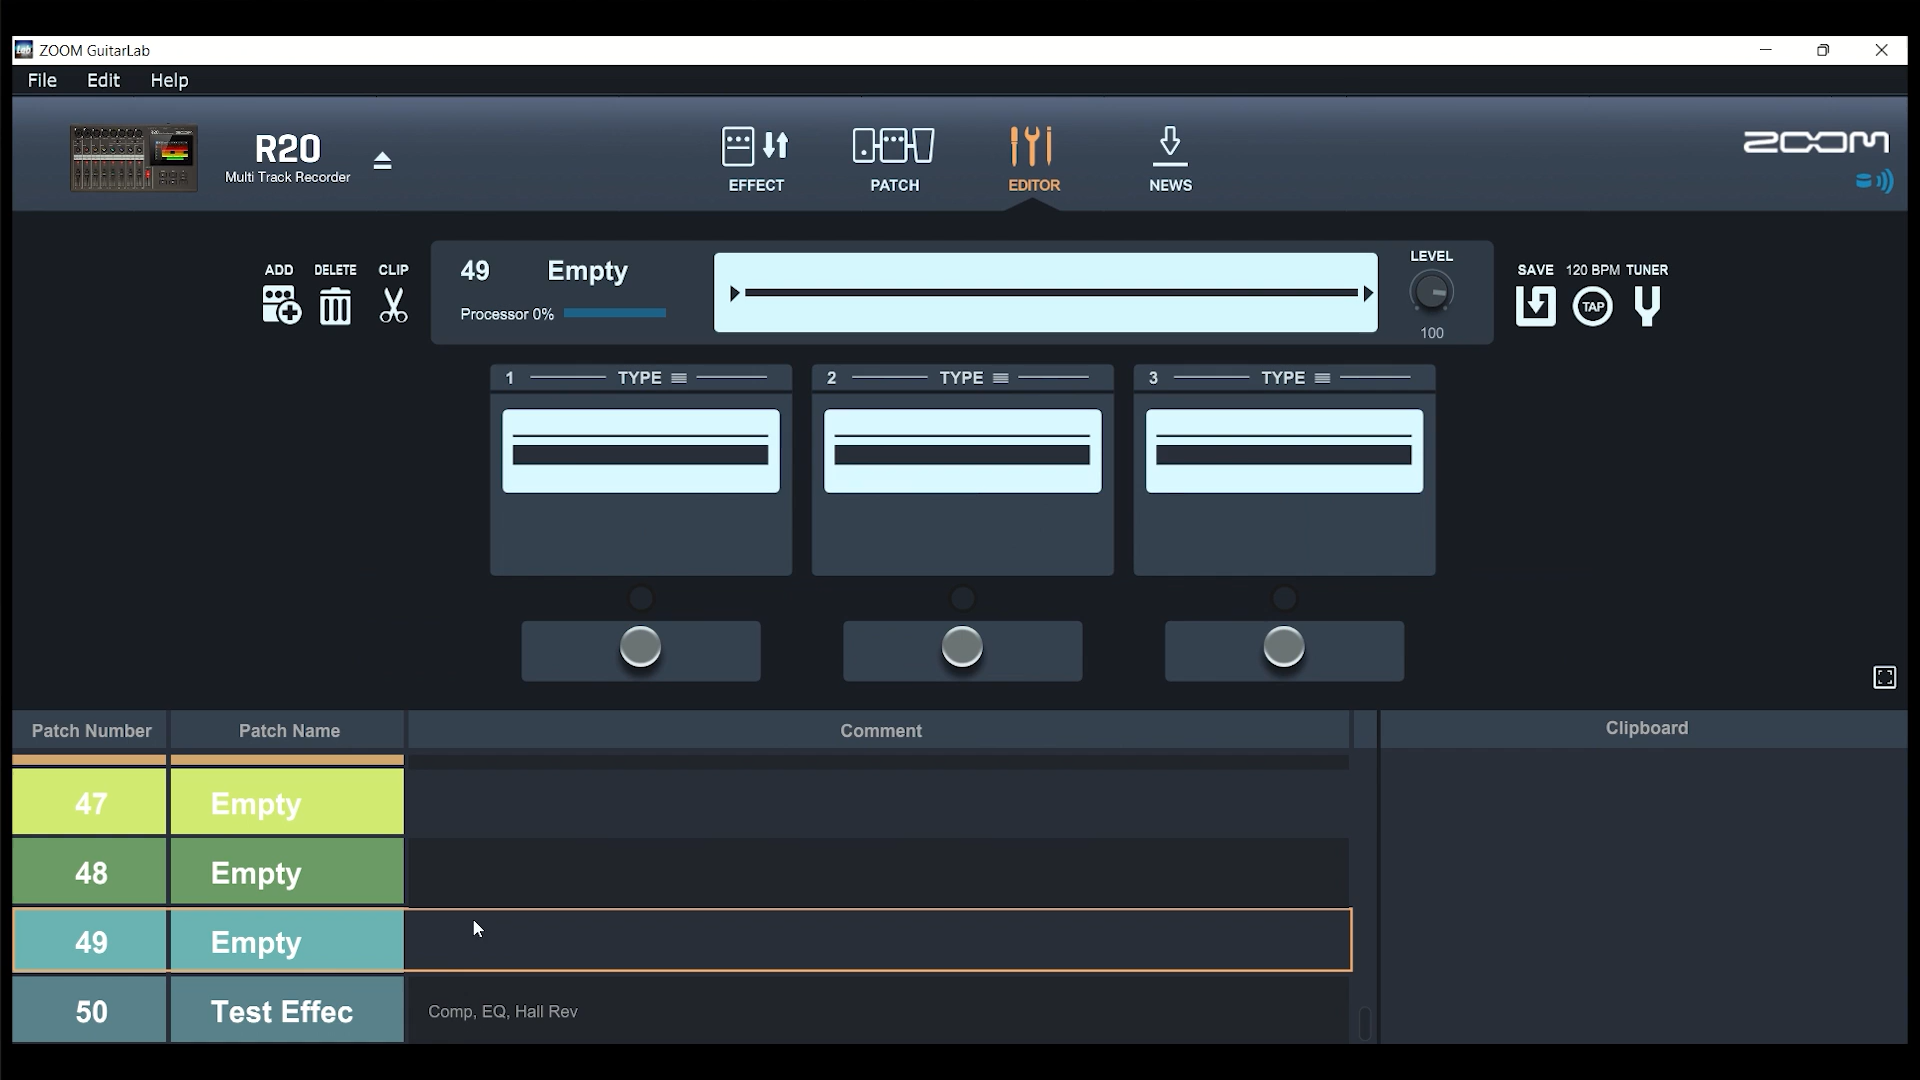 ZOOM GuitarLab
File Edit Help
R20
Multi Track Recorder
EFFECT PATCH EDITOR NEWS
ZOOM
ADD DELETE CLIP
49 Empty
Processor 0%
LEVEL
100
SAVE 120 BPM TUNER
TAP
1 TYPE 2 TYPE 3 TYPE
Patch Number Patch Name Comment Clipboard
47 Empty
48 Empty
49 Empty
50 Test Effec Comp, EQ, Hall Rev